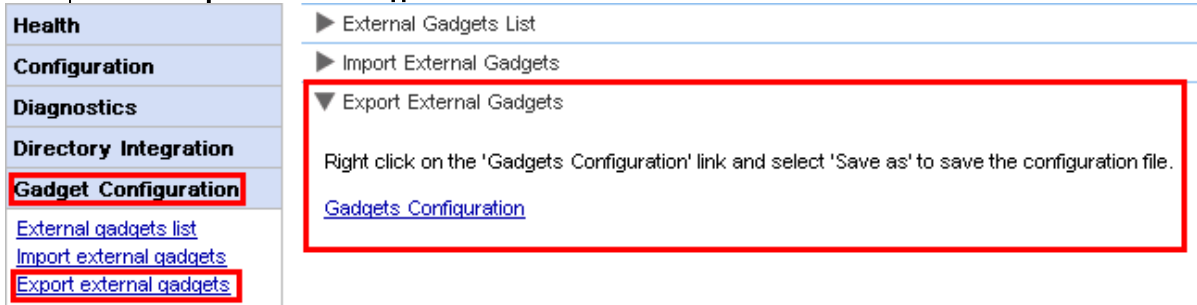 Health
Configuration
Diagnostics
Directory Integration
Gadget Configuration
External gadgets list
Import external gadgets
Export external gadgets
External Gadgets List
Import External Gadgets
Export External Gadgets
Right click on the 'Gadgets Configuration' link and select 'Save as' to save the configuration file.
Gadgets Configuration